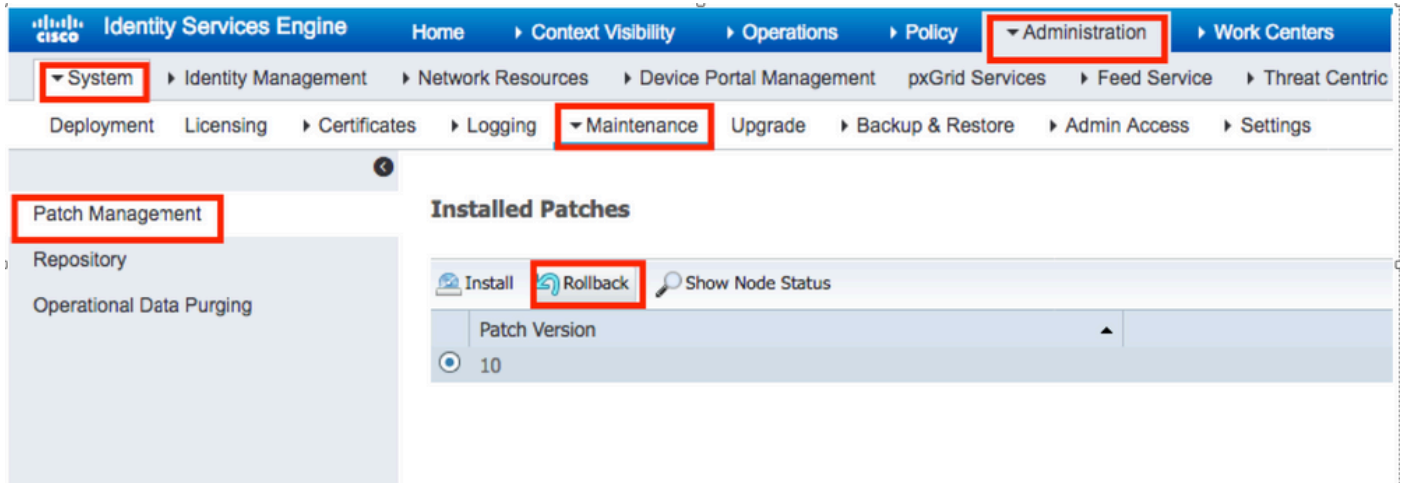 cisco Identity Services Engine Home Context Visibility Operations Policy Administration Work Centers
System Identity Management Network Resources Device Portal Management pxGrid Services Feed Service Threat Centric
Deployment Licensing Certificates Logging Maintenance Upgrade Backup & Restore Admin Access Settings
Patch Management
Repository
Operational Data Purging
Installed Patches
Install Rollback Show Node Status
Patch Version
10